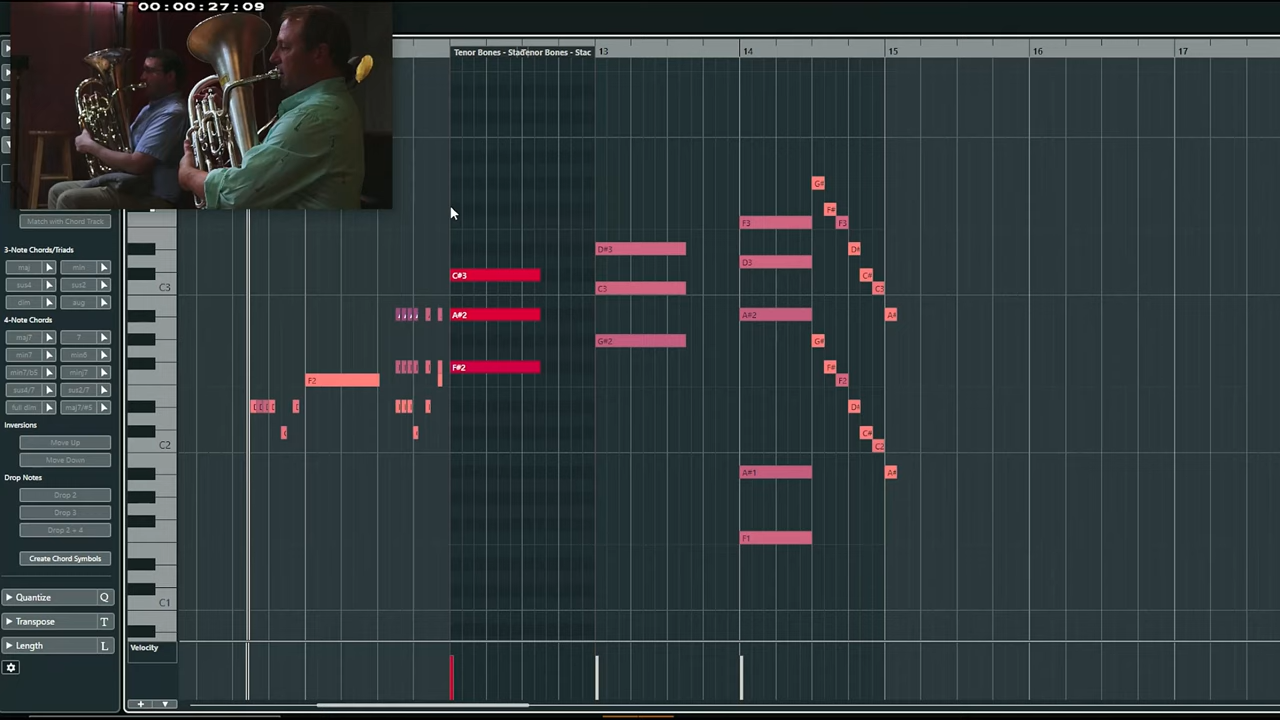 00:00:27:09
Tenor Bones - Stac Tenor Bones - Stac
13
14
15
16
17
Match with Chord Track
3-Note Chords/Triads
maj
min
sus4
sus2
dim
aug
4-Note Chords
maj7
7
min7
min6
min7/b5
minj7
sus4/7
sus2/7
full dim
maj7/#5
Inversions
Move Up
Move Down
Drop Notes
Drop 2
Drop 3
Drop 2 + 4
Create Chord Symbols
Quantize Q
Transpose T
Length L
C3
C2
C1
Velocity
F2
C#3
A#2
F#2
D#3
C3
G#2
F3
D3
A#2
A#1
F1
G#
F#
F3
D#
C#
C3
A#
G#
F#
F2
D#
C#
C2
A#